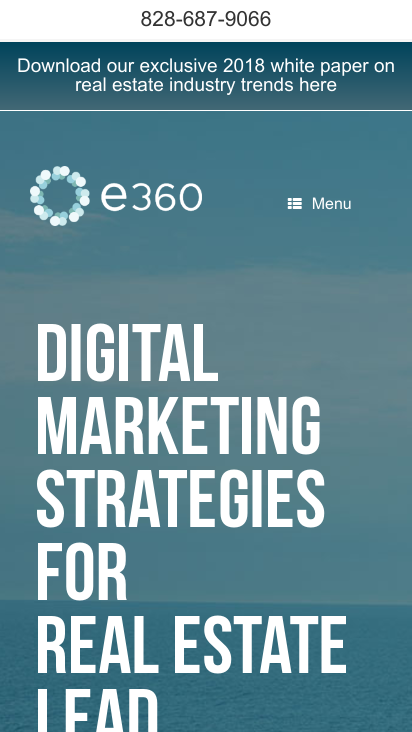 828-687-9066
Download our exclusive 2018 white paper on
real estate industry trends here
e360
Menu
DIGITAL
MARKETING
STRATEGIES
FOR
REAL ESTATE
LEAD